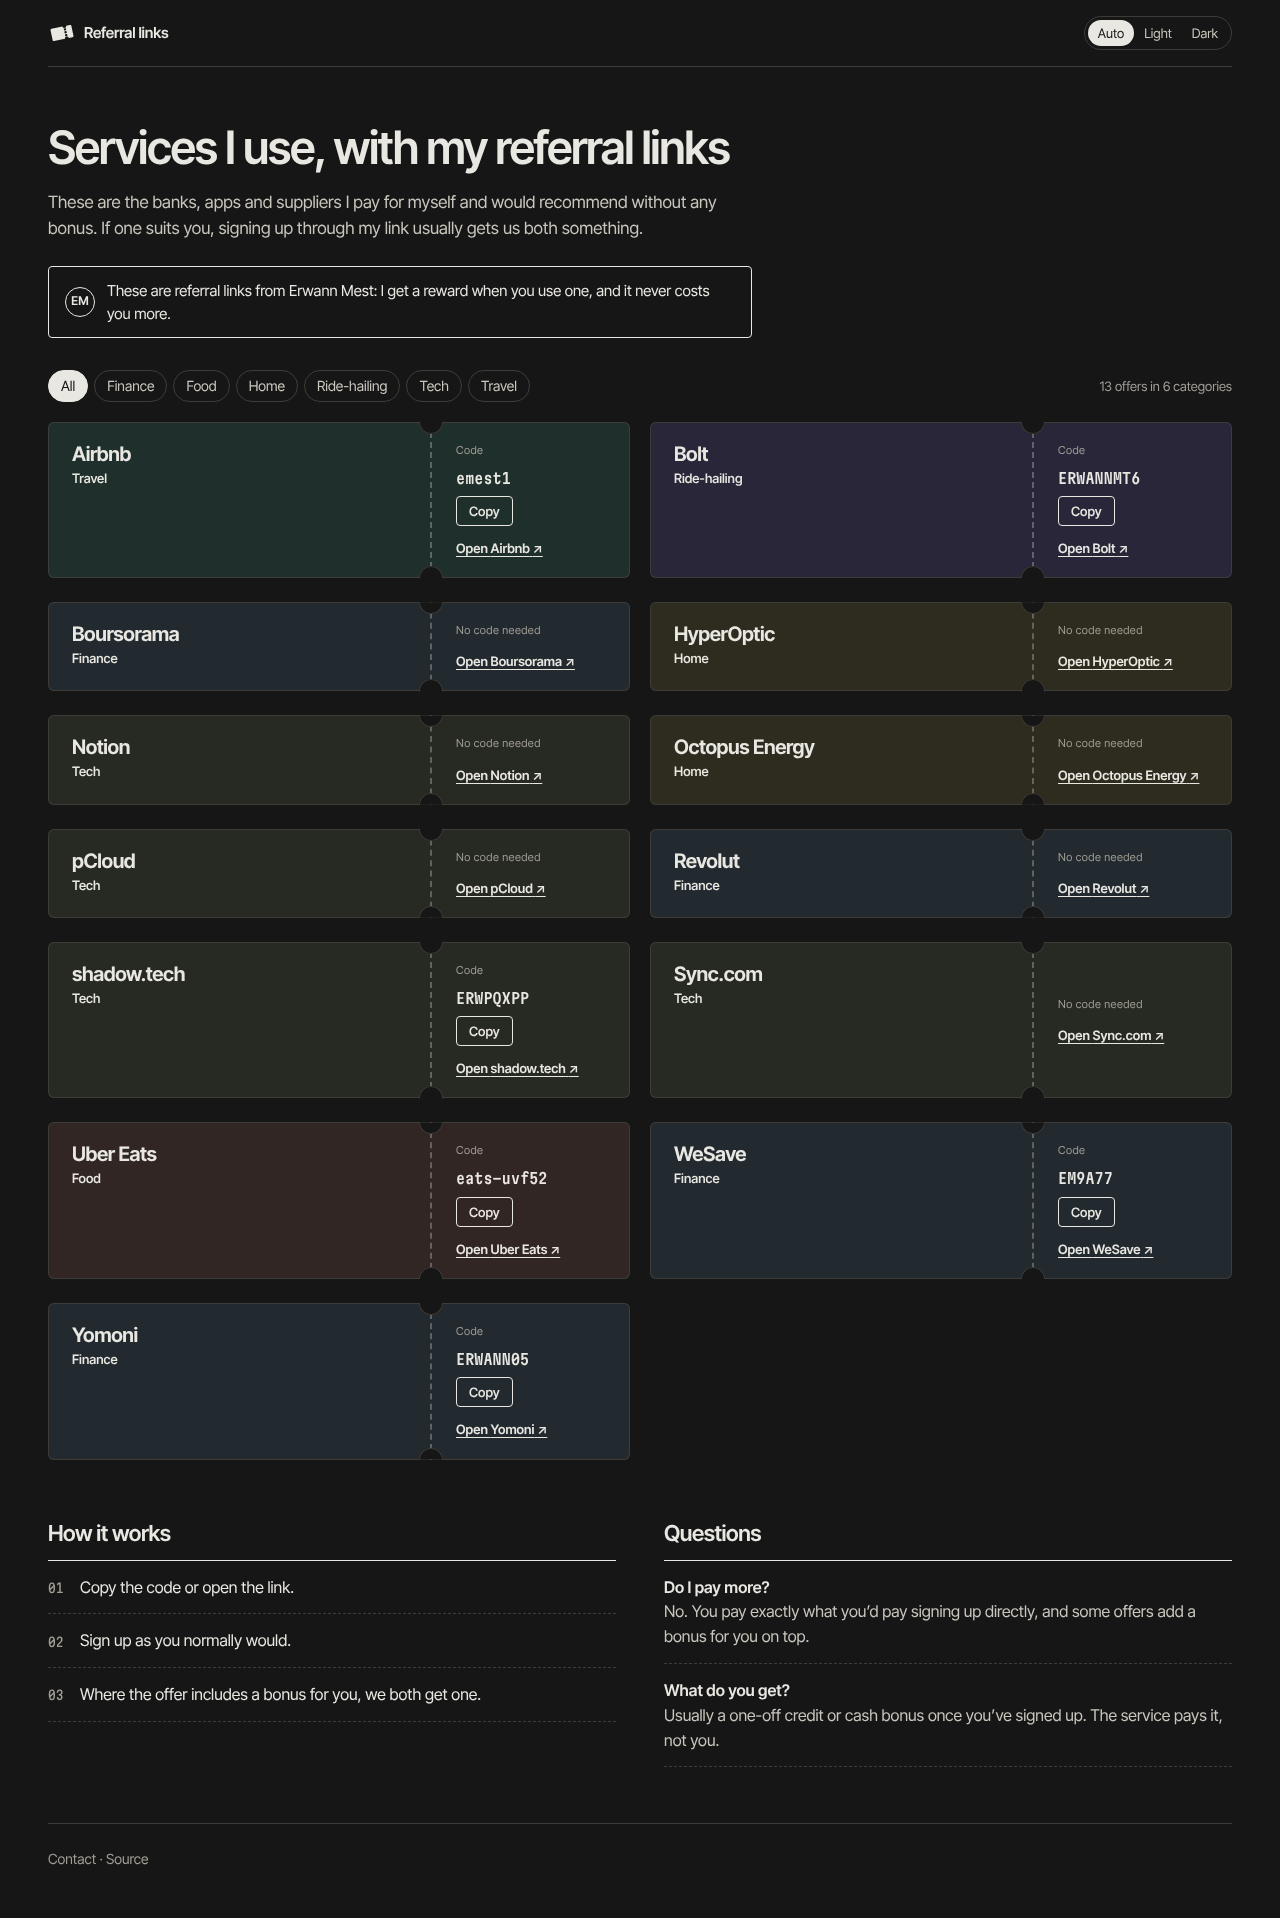 Referral links
Auto
Light
Dark
Services I use, with my referral links
These are the banks, apps and suppliers I pay for myself and would recommend without any
bonus. If one suits you, signing up through my link usually gets us both something.
EM
These are referral links from Erwann Mest: I get a reward when you use one, and it never costs
you more.
All
Finance
Food
Home
Ride-hailing
Tech
Travel
13 offers in 6 categories
Airbnb
Travel
Code
emest1
Copy
Open Airbnb ↗
Bolt
Ride-hailing
Code
ERWANNMT6
Copy
Open Bolt ↗
Boursorama
Finance
No code needed
Open Boursorama ↗
HyperOptic
Home
No code needed
Open HyperOptic ↗
Notion
Tech
No code needed
Open Notion ↗
Octopus Energy
Home
No code needed
Open Octopus Energy ↗
pCloud
Tech
No code needed
Open pCloud ↗
Revolut
Finance
No code needed
Open Revolut ↗
shadow.tech
Tech
Code
ERWPQXPP
Copy
Open shadow.tech ↗
Sync.com
Tech
No code needed
Open Sync.com ↗
Uber Eats
Food
Code
eats-uvf52
Copy
Open Uber Eats ↗
WeSave
Finance
Code
EM9A77
Copy
Open WeSave ↗
Yomoni
Finance
Code
ERWANN05
Copy
Open Yomoni ↗
How it works
01 Copy the code or open the link.
02 Sign up as you normally would.
03 Where the offer includes a bonus for you, we both get one.
Questions
Do I pay more?
No. You pay exactly what you’d pay signing up directly, and some offers add a
bonus for you on top.
What do you get?
Usually a one-off credit or cash bonus once you’ve signed up. The service pays it,
not you.
Contact · Source